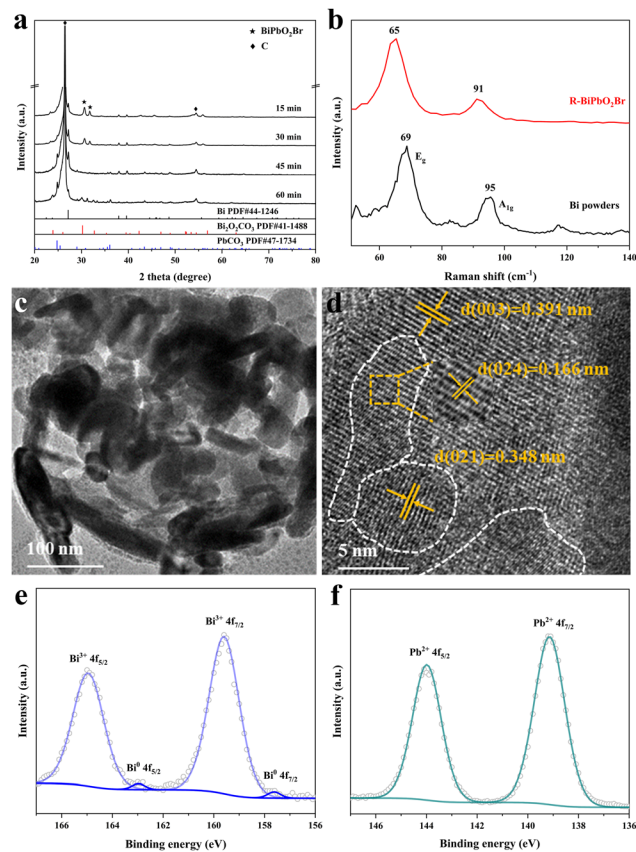 a
★ BiPbO₂Br
♦ C
15 min
30 min
45 min
60 min
Bi PDF#44-1246
Bi₂O₂CO₃ PDF#41-1488
PbCO₃ PDF#47-1734
Intensity (a.u.)
20 30 40 50 60 70 80
2 theta (degree)
b
65
91
R-BiPbO₂Br
69
E_g
95
A₁g
Bi powders
Intensity (a.u.)
60 80 100 120 140
Raman shift (cm⁻¹)
c
100 nm
d
d(003)=0.391 nm
d(024)=0.166 nm
d(021)=0.348 nm
5 nm
e
Bi³⁺ 4f₇/₂
Bi³⁺ 4f₅/₂
Bi⁰ 4f₅/₂
Bi⁰ 4f₇/₂
Intensity (a.u.)
166 164 162 160 158 156
Binding energy (eV)
f
Pb²⁺ 4f₇/₂
Pb²⁺ 4f₅/₂
Intensity (a.u.)
146 144 142 140 138 136
Binding energy (eV)